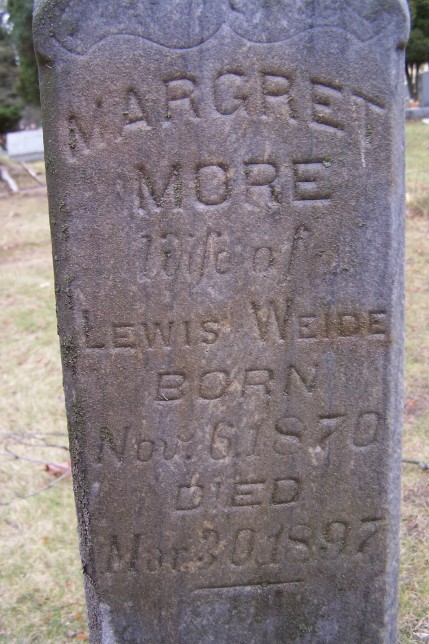 MARGRET
MORE
Wife of
LEWIS WEIDE
BORN
Nov. 6, 1870
DIED
Mar. 30, 1897